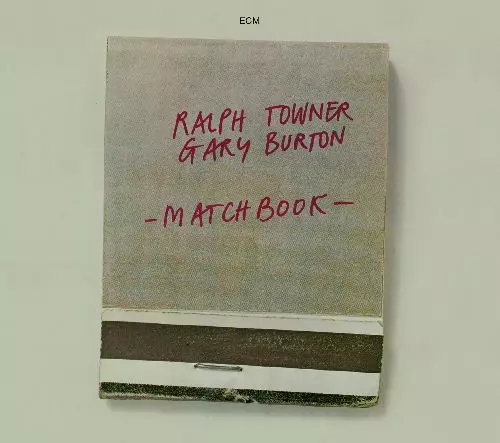 ECM
RALPH TOWNER
GARY BURTON
-MATCHBOOK-